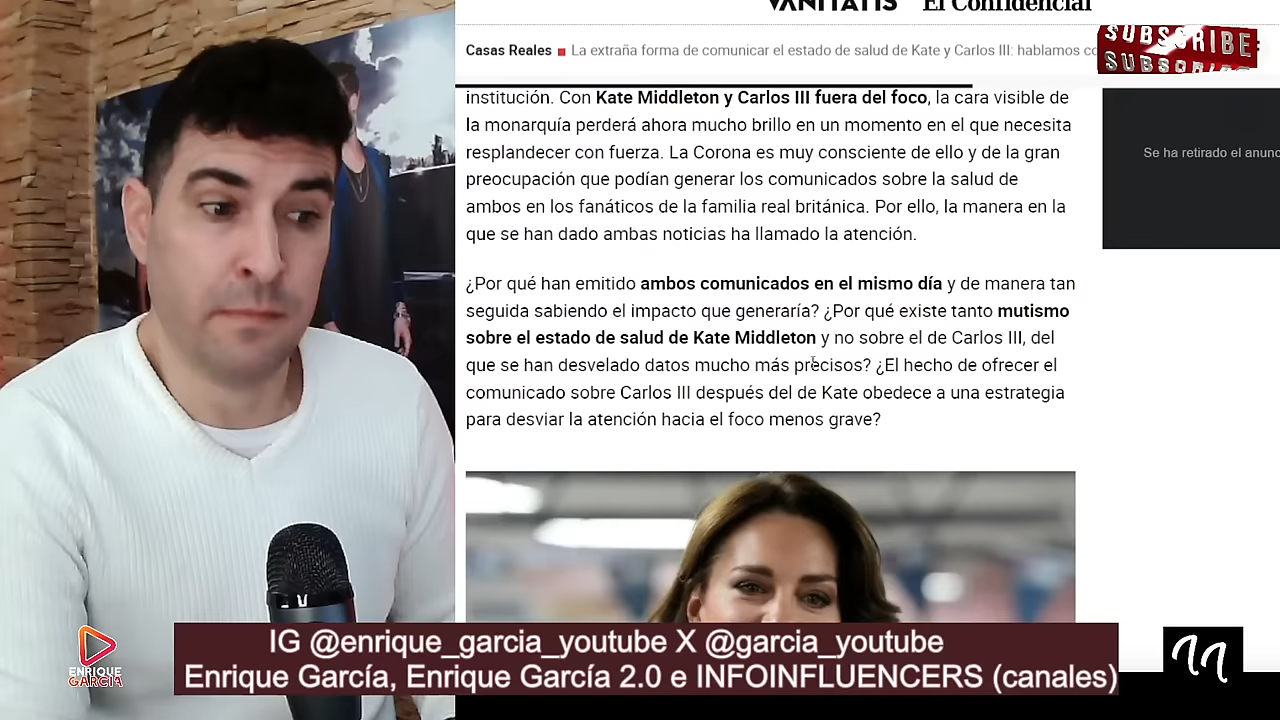 VANITATIS El Confidencial
SUBSCRIBE
SUBSCRIBE
Casas Reales La extraña forma de comunicar el estado de salud de Kate y Carlos III: hablamos
institución. Con Kate Middleton y Carlos III fuera del foco, la cara visible de
la monarquía perderá ahora mucho brillo en un momento en el que necesita
resplandecer con fuerza. La Corona es muy consciente de ello y de la gran
preocupación que podían generar los comunicados sobre la salud de
ambos en los fanáticos de la familia real británica. Por ello, la manera en la
que se han dado ambas noticias ha llamado la atención.
Se ha retirado el anunc
¿Por qué han emitido ambos comunicados en el mismo día y de manera tan
seguida sabiendo el impacto que generaría? ¿Por qué existe tanto mutismo
sobre el estado de salud de Kate Middleton y no sobre el de Carlos III, del
que se han desvelado datos mucho más precisos? ¿El hecho de ofrecer el
comunicado sobre Carlos III después del de Kate obedece a una estrategia
para desviar la atención hacia el foco menos grave?
IG @enrique_garcia_youtube X @garcia_youtube
Enrique García, Enrique García 2.0 e INFOINFLUENCERS (canales)
ENRIQUE
GARCÍA